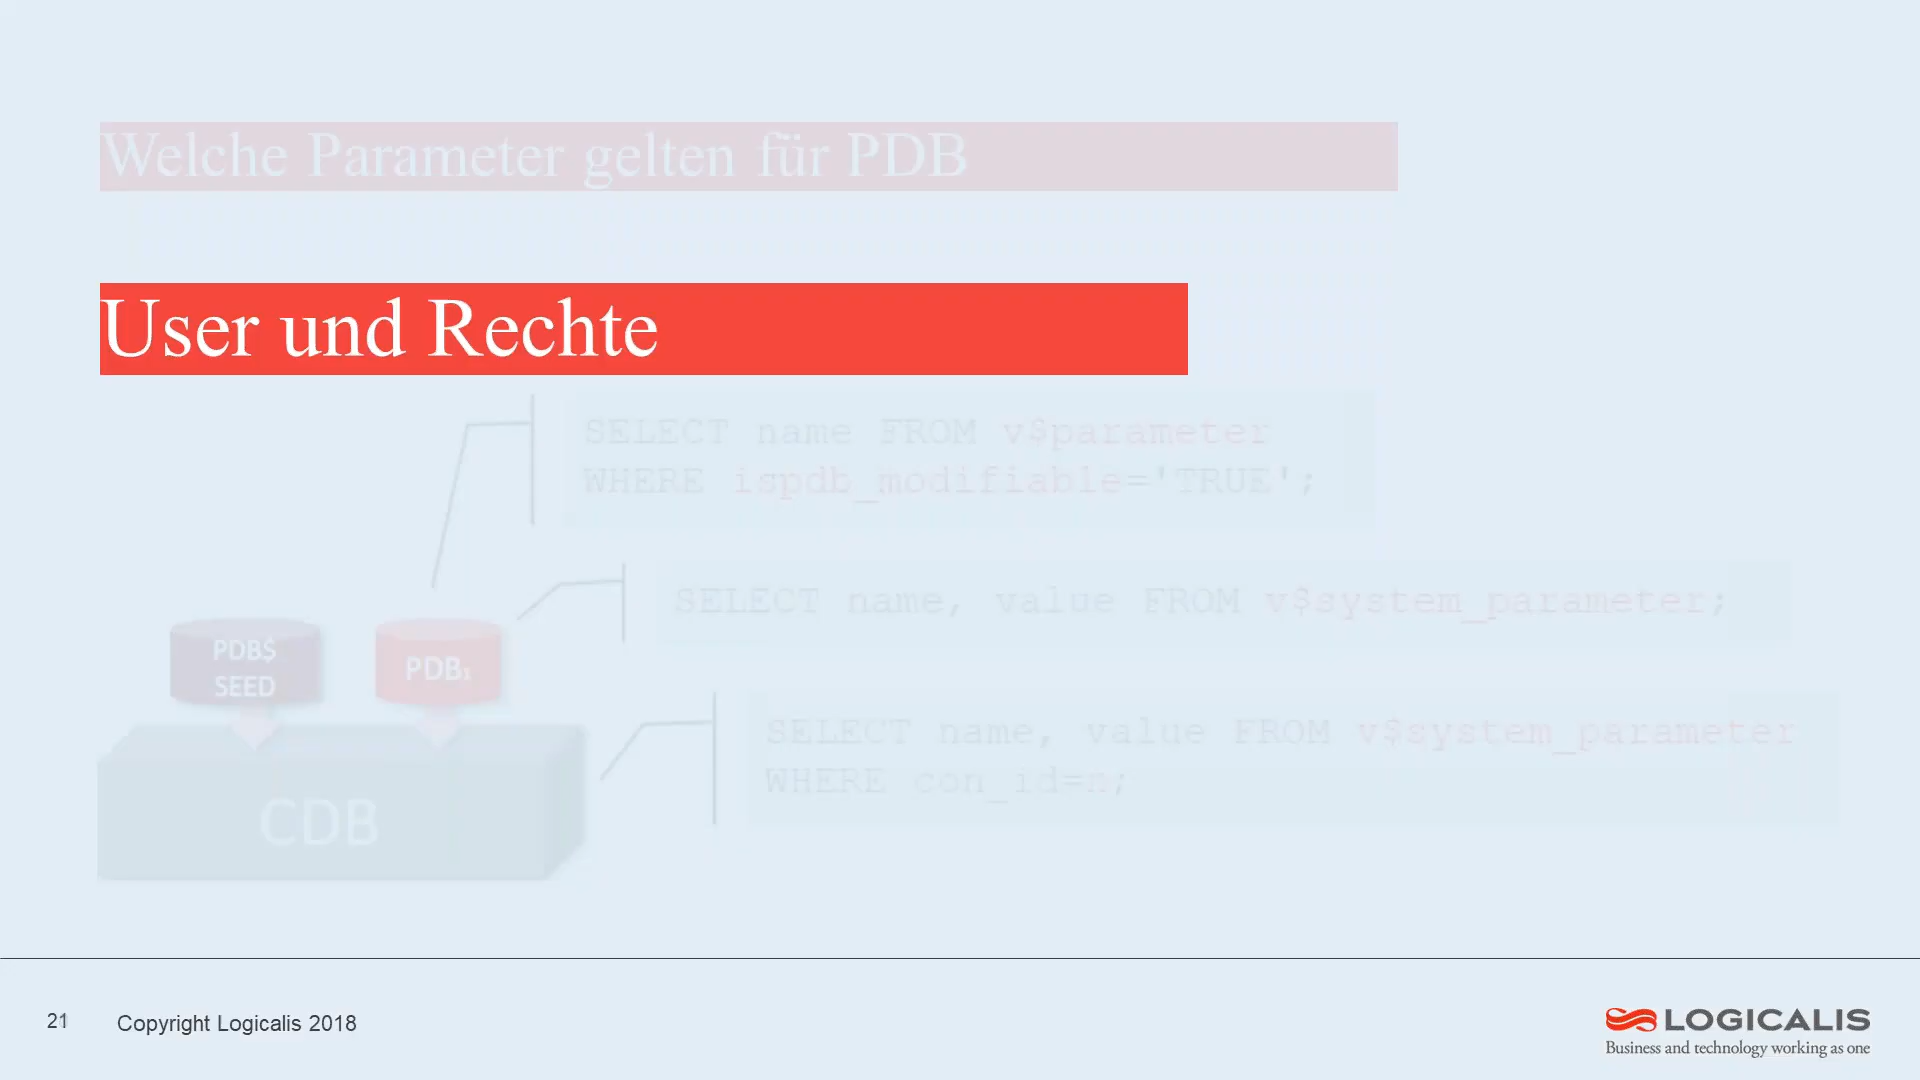 Welche Parameter gelten für PDB
User und Rechte
SELECT name FROM v$parameter
WHERE ispdb_modifiable='TRUE';
SELECT name, value FROM v$system_parameter;
PDB$
SEED
PDB₁
SELECT name, value FROM v$system_parameter
WHERE con_id=n;
CDB
21
Copyright Logicalis 2018
LOGICALIS
Business and technology working as one